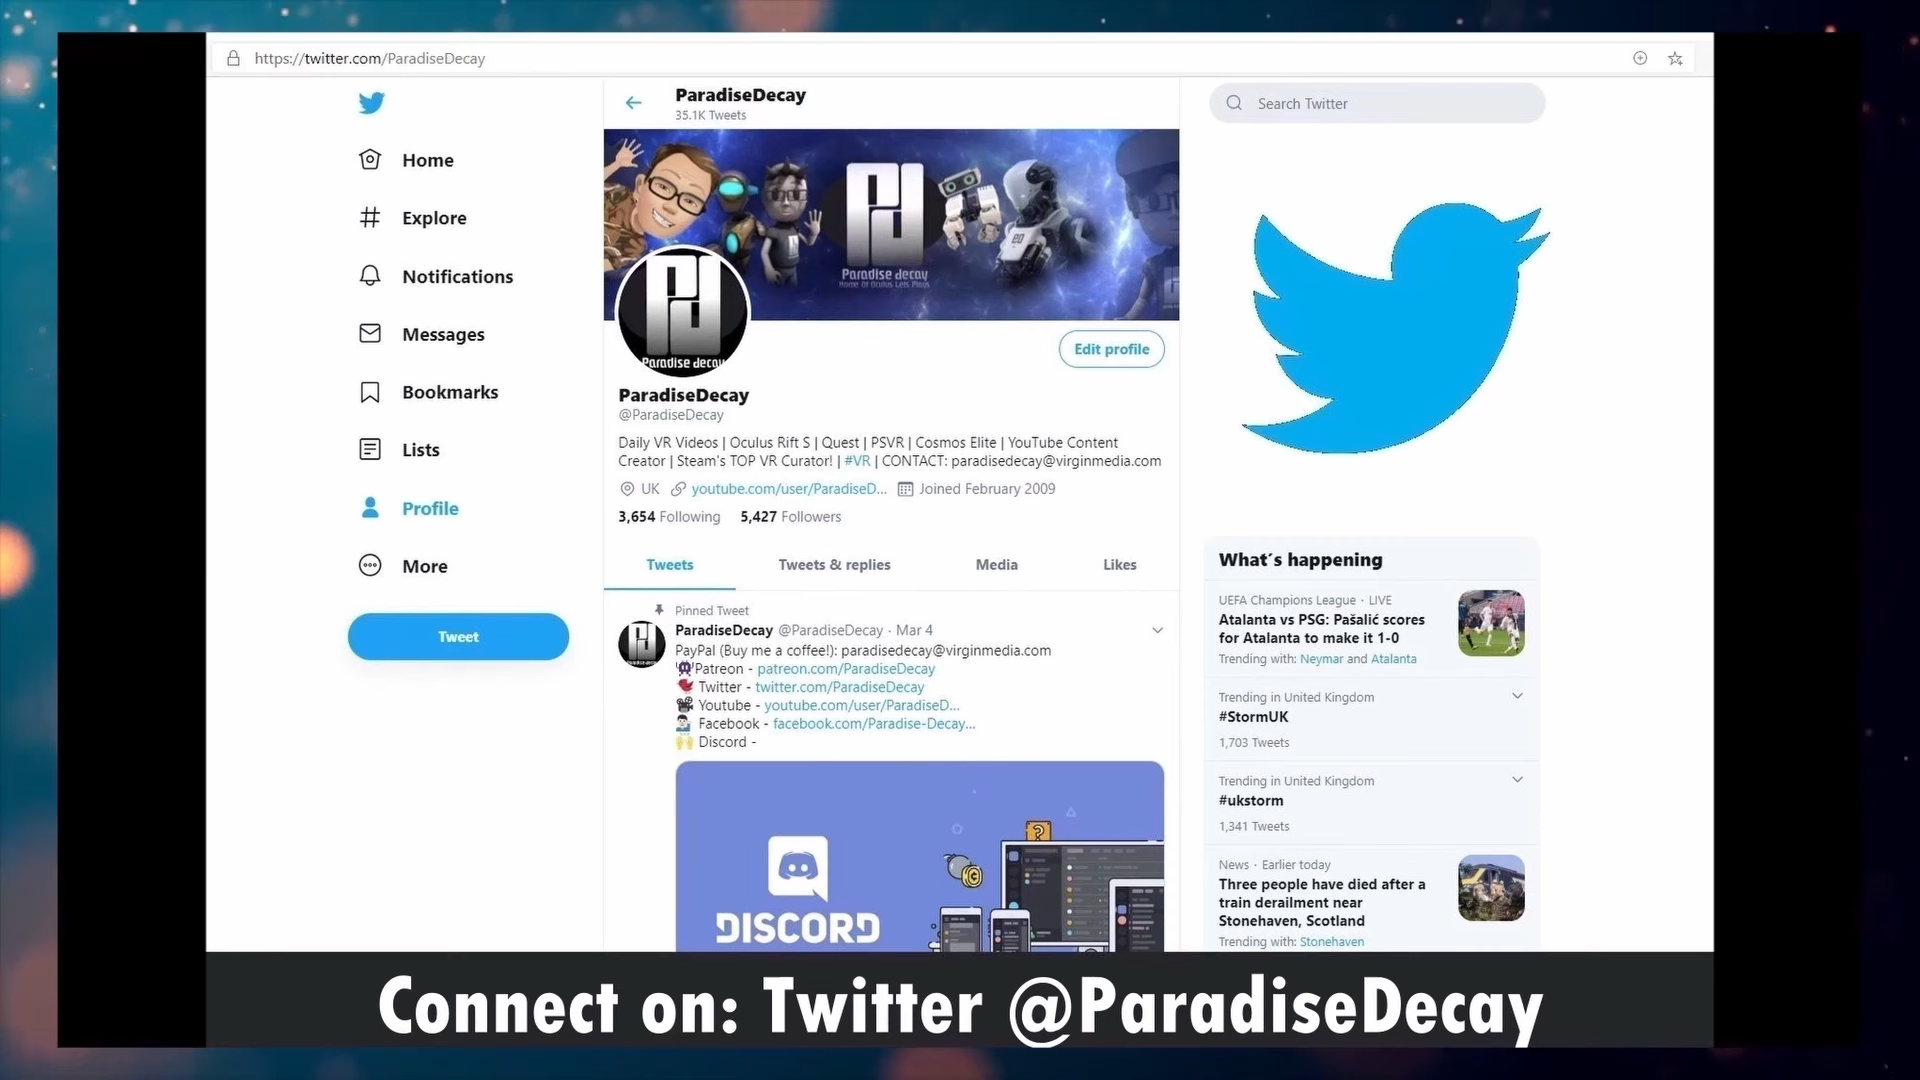 https://twitter.com/ParadiseDecay
Home
Explore
Notifications
Messages
Bookmarks
Lists
Profile
More
Tweet
ParadiseDecay
35.1K Tweets
Paradise decay
Home Of Oculus Lets Plays
Paradise decay
Edit profile
ParadiseDecay
@ParadiseDecay
Daily VR Videos | Oculus Rift S | Quest | PSVR | Cosmos Elite | YouTube Content
Creator | Steam's TOP VR Curator! | #VR | CONTACT: paradisedecay@virginmedia.com
UK youtube.com/user/ParadiseD... Joined February 2009
3,654 Following 5,427 Followers
Tweets Tweets & replies Media Likes
Pinned Tweet
ParadiseDecay @ParadiseDecay · Mar 4
PayPal (Buy me a coffee!): paradisedecay@virginmedia.com
Patreon - patreon.com/ParadiseDecay
Twitter - twitter.com/ParadiseDecay
Youtube - youtube.com/user/ParadiseD...
Facebook - facebook.com/Paradise-Decay...
Discord -
DISCORD
Search Twitter
What´s happening
UEFA Champions League · LIVE
Atalanta vs PSG: Pašalić scores
for Atalanta to make it 1-0
Trending with: Neymar and Atalanta
Trending in United Kingdom
#StormUK
1,703 Tweets
Trending in United Kingdom
#ukstorm
1,341 Tweets
News · Earlier today
Three people have died after a
train derailment near
Stonehaven, Scotland
Trending with: Stonehaven
Connect on: Twitter @ParadiseDecay